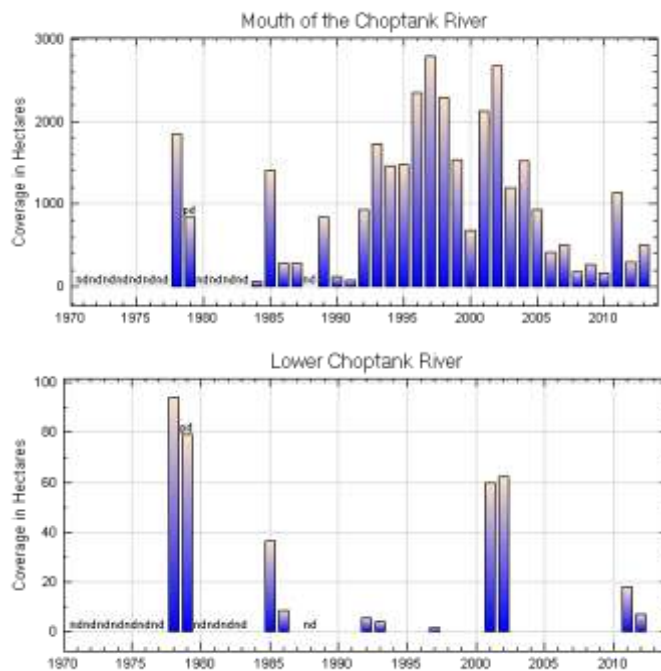 Mouth of the Choptank River
3000
2000
1000
0
Coverage in Hectares
pd
ndndndndndndnd
ndndndnd
nd
1970 1975 1980 1985 1990 1995 2000 2005 2010
Lower Choptank River
100
80
60
40
20
0
Coverage in Hectares
pd
ndndndndndndnd
ndndndnd
nd
1970 1975 1980 1985 1990 1995 2000 2005 2010